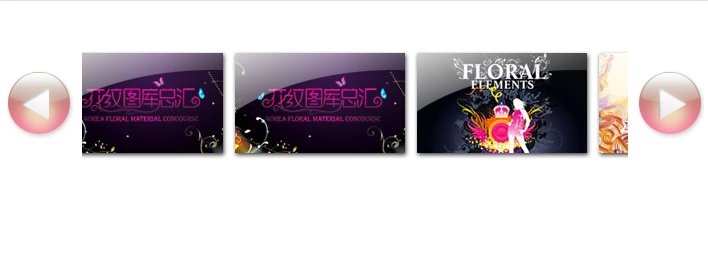 花纹图库总汇
KOREA FLORAL MATERIAL CONCOURSE
花纹图库总汇
KOREA FLORAL MATERIAL CONCOURSE
FLORAL
ELEMENTS